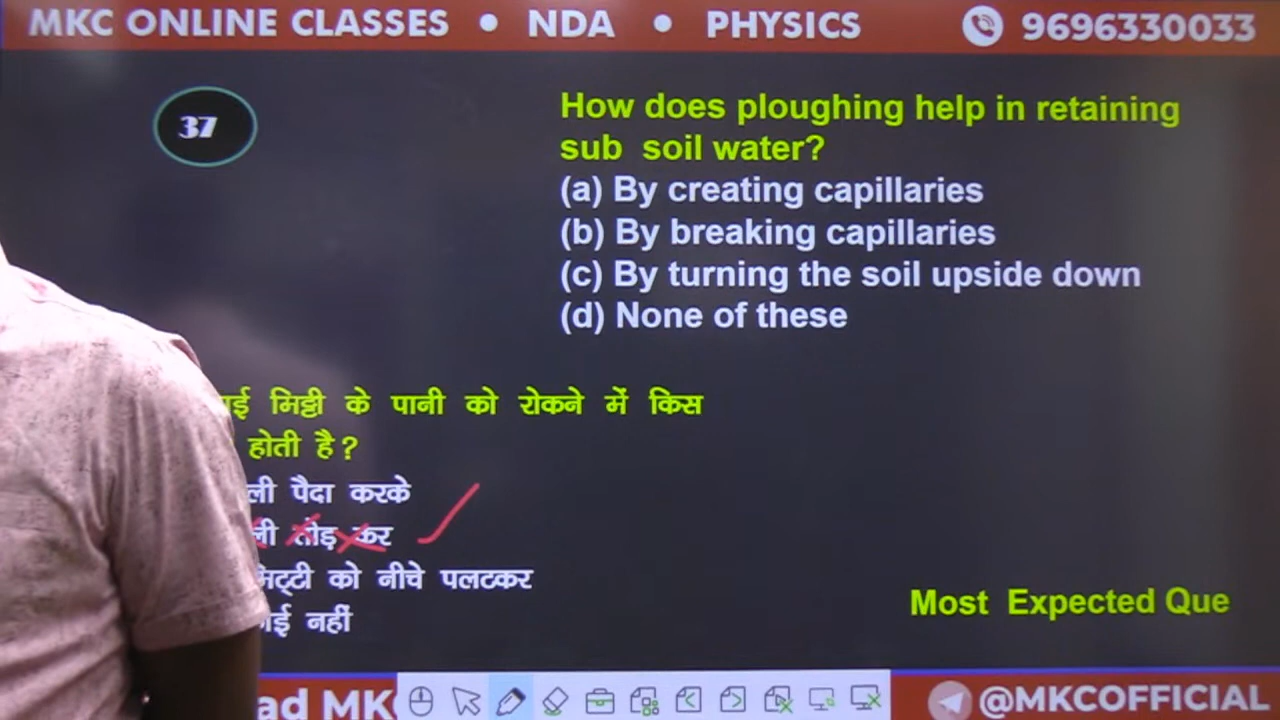 MKC ONLINE CLASSES • NDA • PHYSICS 9696330033
37
How does ploughing help in retaining
sub soil water?
(a) By creating capillaries
(b) By breaking capillaries
(c) By turning the soil upside down
(d) None of these
मिट्टी के पानी को रोकने में किस
होती है?
पैदा करके
तोड़ कर
को नीचे पलटकर
नहीं
Most Expected Que
MK
@MKCOFFICIAL